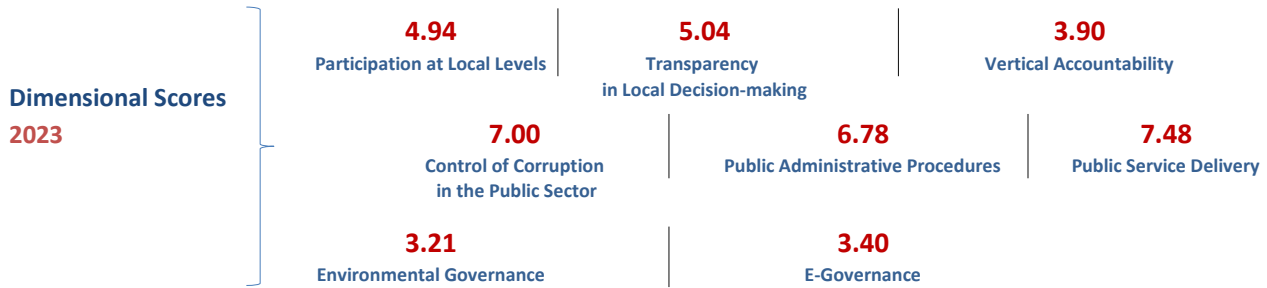 Dimensional Scores
2023
4.94
Participation at Local Levels
5.04
Transparency
in Local Decision-making
3.90
Vertical Accountability
7.00
Control of Corruption
in the Public Sector
6.78
Public Administrative Procedures
7.48
Public Service Delivery
3.21
Environmental Governance
3.40
E-Governance